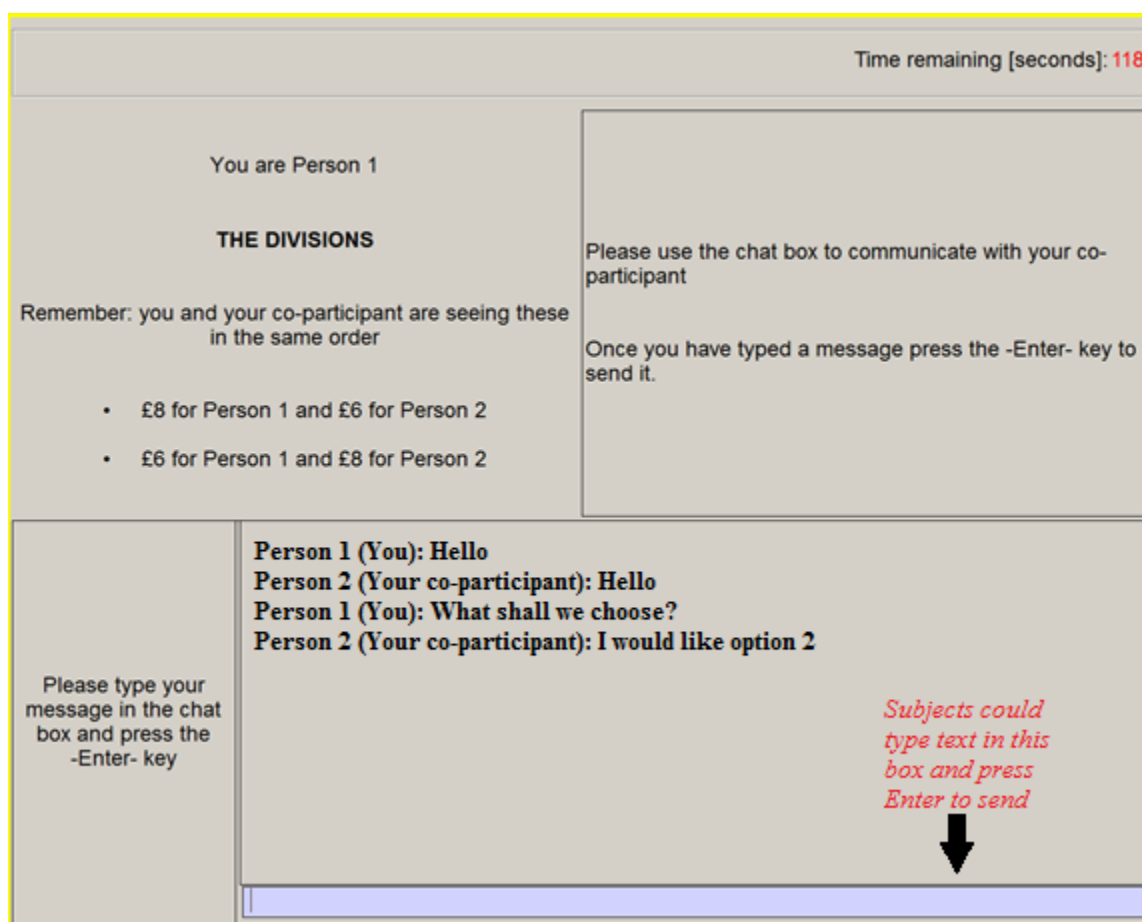 Time remaining [seconds]: 118
You are Person 1
THE DIVISIONS
Remember: you and your co-participant are seeing these
in the same order
• £8 for Person 1 and £6 for Person 2
• £6 for Person 1 and £8 for Person 2
Please use the chat box to communicate with your co-
participant
Once you have typed a message press the -Enter- key to
send it.
Person 1 (You): Hello
Person 2 (Your co-participant): Hello
Person 1 (You): What shall we choose?
Person 2 (Your co-participant): I would like option 2
Please type your
message in the chat
box and press the
-Enter- key
Subjects could
type text in this
box and press
Enter to send